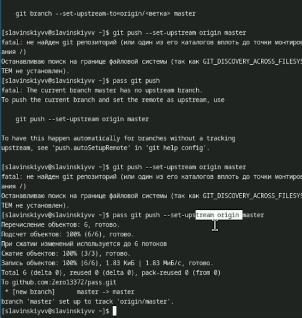 git branch --set-upstream-to=origin/<ветка> master
[slavinskiyvv@slavinskiyvv ~]$ git push --set-upstream origin master
fatal: не найден git репозиторий (или один из его каталогов вплоть до точки монтиров
ания /)
Останавливаю поиск на границе файловой системы (так как GIT_DISCOVERY_ACROSS_FILESYS
TEM не установлен).
[slavinskiyvv@slavinskiyvv ~]$ pass git push
fatal: The current branch master has no upstream branch.
To push the current branch and set the remote as upstream, use
git push --set-upstream origin master
To have this happen automatically for branches without a tracking
upstream, see 'push.autoSetupRemote' in 'git help config'.
[slavinskiyvv@slavinskiyvv ~]$ git push --set-upstream origin master
fatal: не найден git репозиторий (или один из его каталогов вплоть до точки монтиров
ания /)
Останавливаю поиск на границе файловой системы (так как GIT_DISCOVERY_ACROSS_FILESYS
TEM не установлен).
[slavinskiyvv@slavinskiyvv ~]$ pass git push --set-upstream origin master
Перечисление объектов: 6, готово.
Подсчет объектов: 100% (6/6), готово.
При сжатии изменений используется до 6 потоков
Сжатие объектов: 100% (3/3), готово.
Запись объектов: 100% (6/6), 1.83 КиБ | 1.83 МиБ/с, готово.
Total 6 (delta 0), reused 0 (delta 0), pack-reused 0 (from 0)
To github.com:Zero13372/pass.git
* [new branch] master -> master
branch 'master' set up to track 'origin/master'.
[slavinskiyvv@slavinskiyvv ~]$